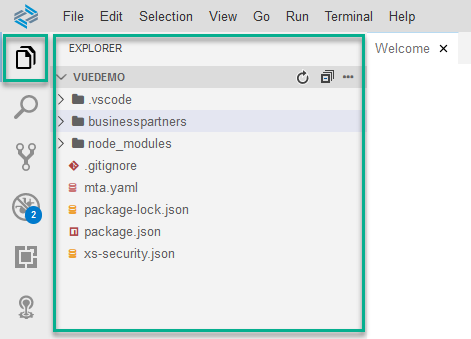 File Edit Selection View Go Run Terminal Help
EXPLORER
Welcome
VUEDEMO
.vscode
businesspartners
node_modules
.gitignore
mta.yaml
package-lock.json
package.json
xs-security.json
2